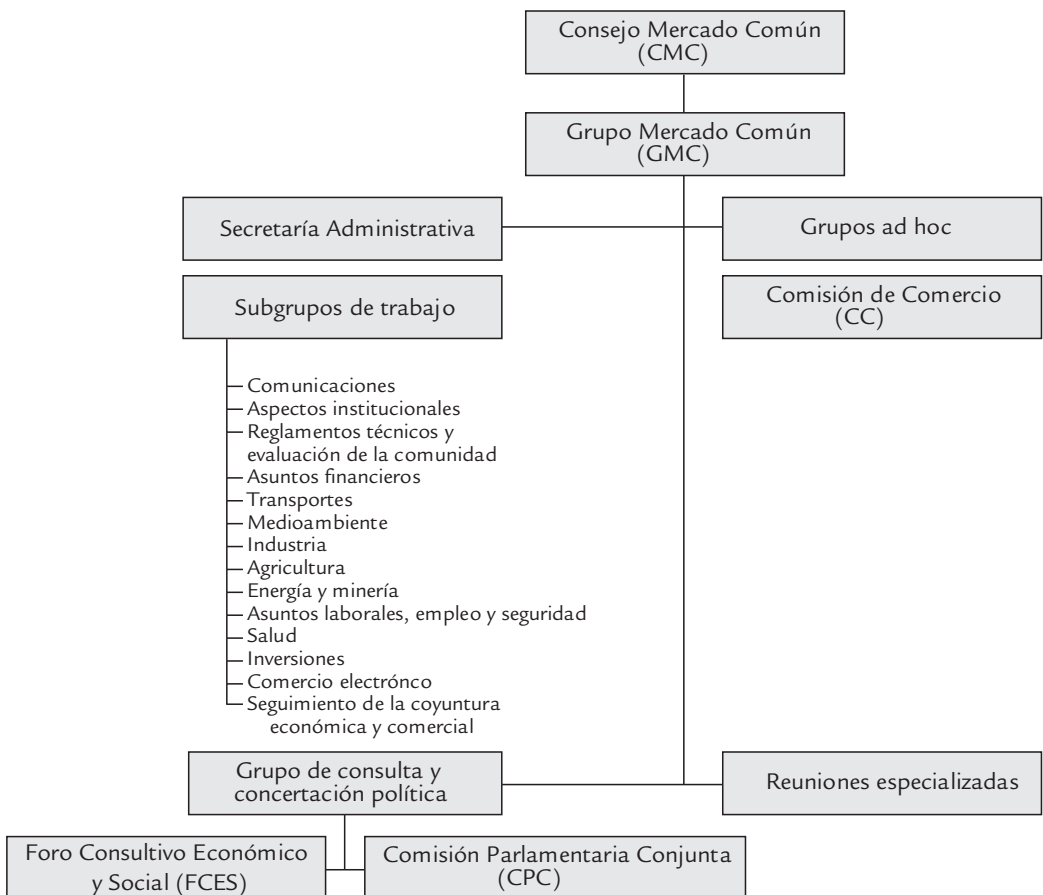 Consejo Mercado Común
(CMC)
Grupo Mercado Común
(GMC)
Secretaría Administrativa
Grupos ad hoc
Subgrupos de trabajo
Comisión de Comercio
(CC)
Comunicaciones
Aspectos institucionales
Reglamentos técnicos y
evaluación de la comunidad
Asuntos financieros
Transportes
Medioambiente
Industria
Agricultura
Energía y minería
Asuntos laborales, empleo y seguridad
Salud
Inversiones
Comercio electrónco
Seguimiento de la coyuntura
económica y comercial
Grupo de consulta y
concertación política
Reuniones especializadas
Foro Consultivo Económico
y Social (FCES)
Comisión Parlamentaria Conjunta
(CPC)